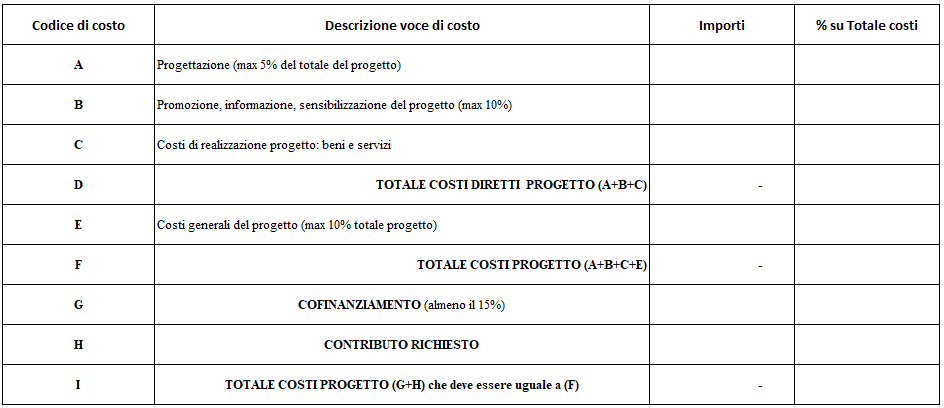 Codice di costo Descrizione voce di costo Importi % su Totale costi
A Progettazione (max 5% del totale del progetto)
B Promozione, informazione, sensibilizzazione del progetto (max 10%)
C Costi di realizzazione progetto: beni e servizi
D TOTALE COSTI DIRETTI PROGETTO (A+B+C) -
E Costi generali del progetto (max 10% totale progetto)
F TOTALE COSTI PROGETTO (A+B+C+E) -
G COFINANZIAMENTO (almeno il 15%)
H CONTRIBUTO RICHIESTO
I TOTALE COSTI PROGETTO (G+H) che deve essere uguale a (F) -